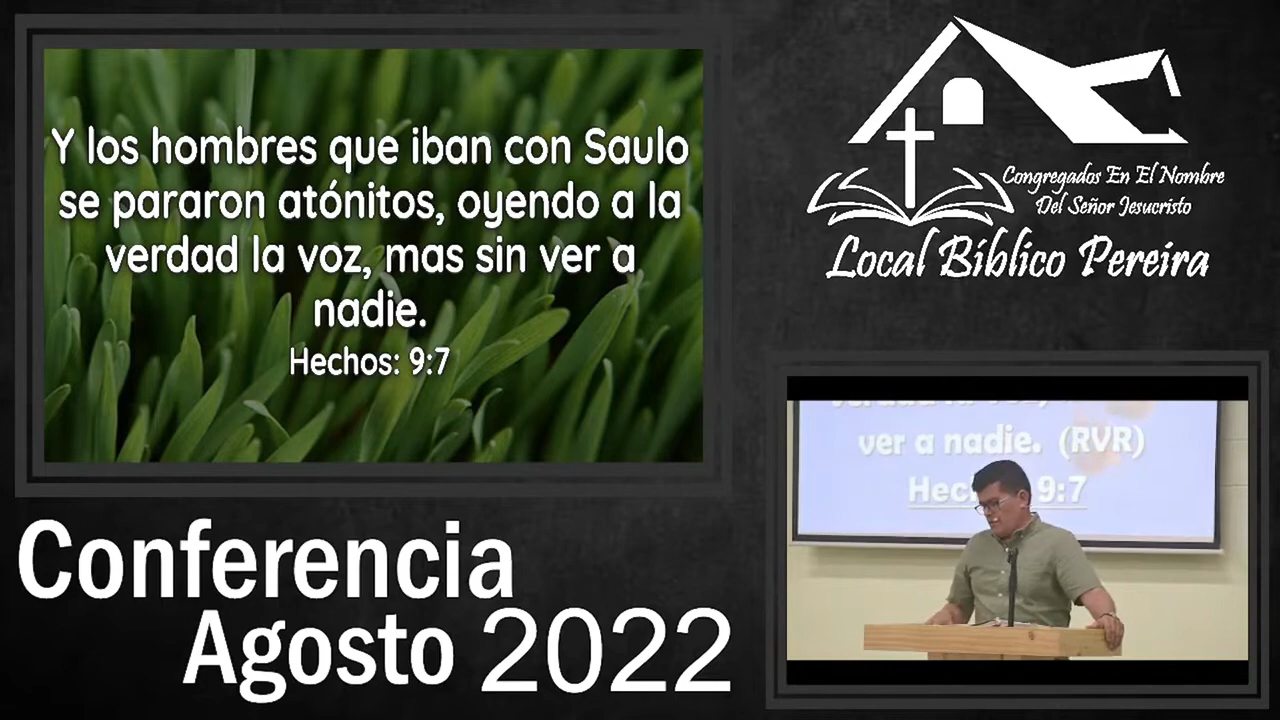 Y los hombres que iban con Saulo
se pararon atónitos, oyendo a la
verdad la voz, mas sin ver a
nadie.
Hechos: 9:7
Congregados En El Nombre
Del Señor Jesucristo
Local Bíblico Pereira
ver a nadie. (RVR)
9:7
Conferencia
Agosto 2022